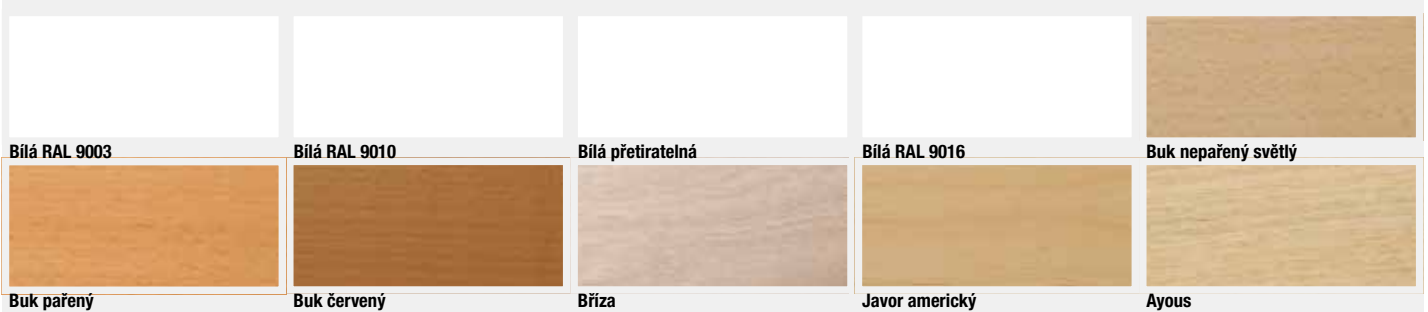 Bílá RAL 9003
Bílá RAL 9010
Bílá přetiratelná
Bílá RAL 9016
Buk nepařený světlý
Buk pařený
Buk červený
Bříza
Javor americký
Ayous